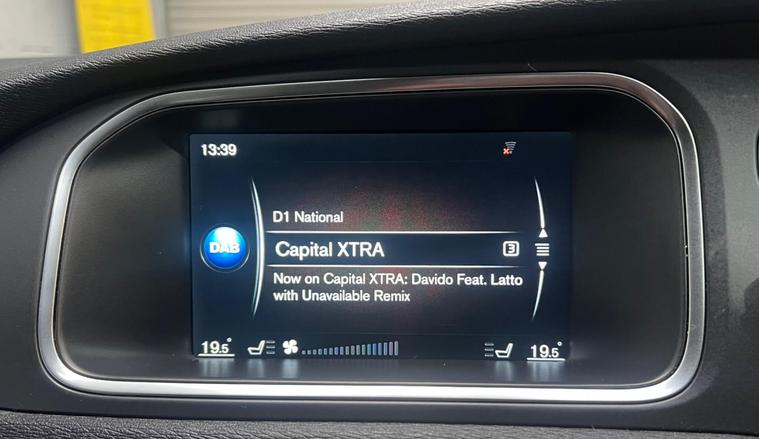 13:39
D1 National
DAB
Capital XTRA
3
Now on Capital XTRA: Davido Feat. Latto
with Unavailable Remix
19.5°
19.5°